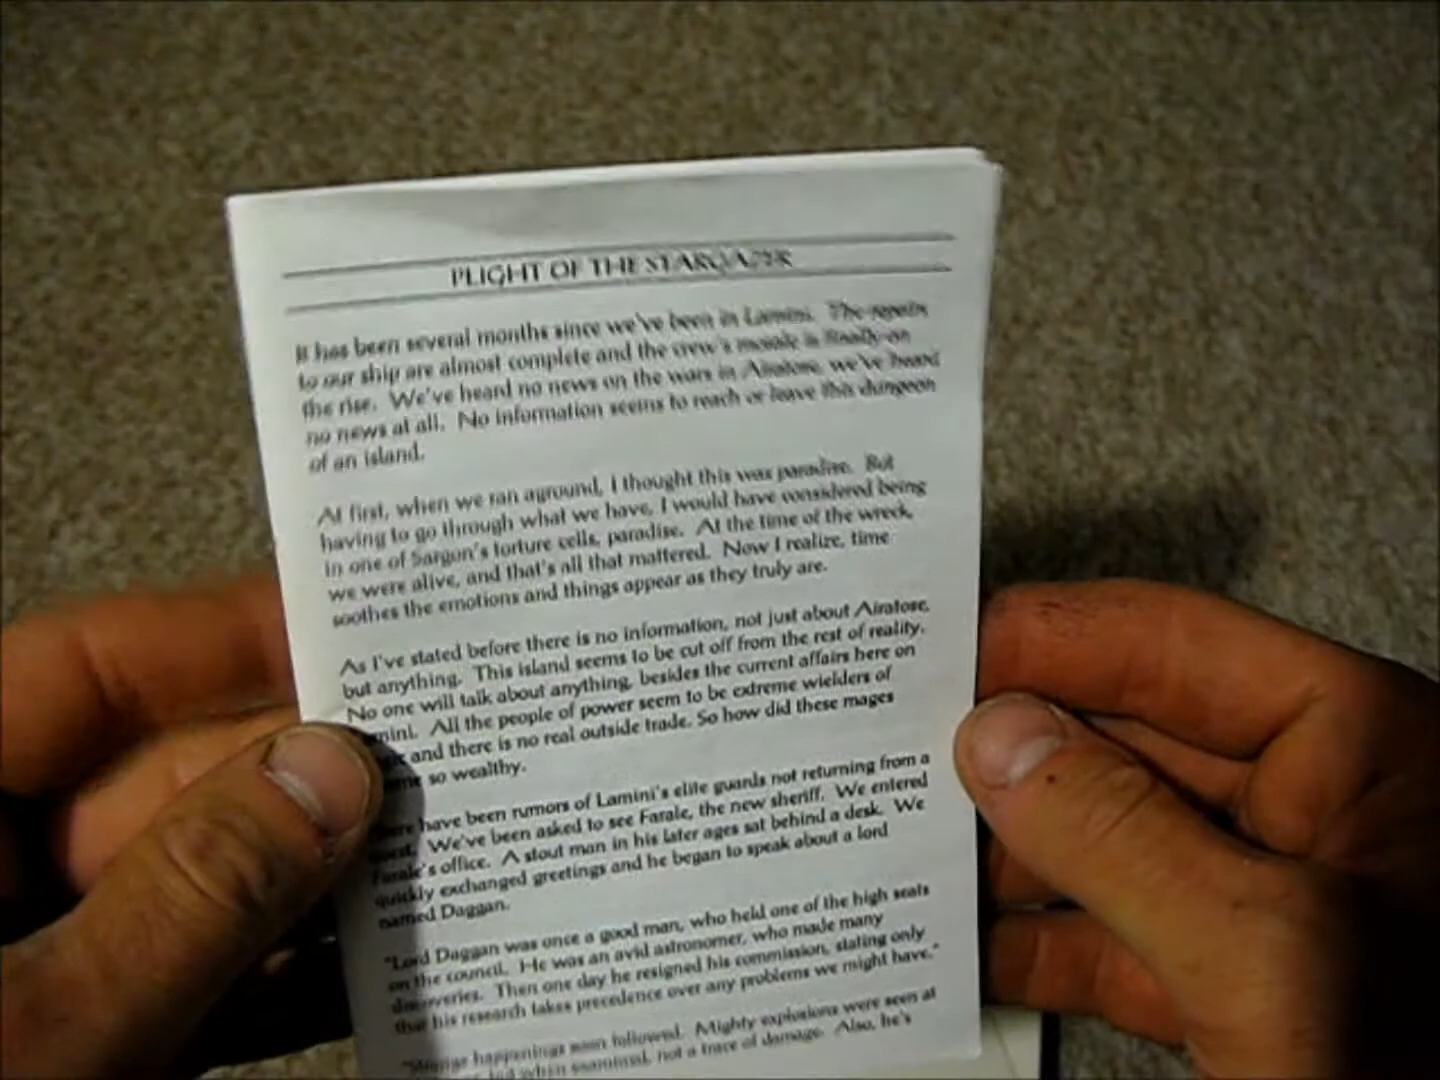 PLIGHT OF THE STARGAZER
It has been several months since we've been in Lamini. The repairs
to our ship are almost complete and the crew's morale is finally on
the rise. We've heard no news on the wars in Airatose, we've heard
no news at all. No information seems to reach or leave this dungeon
of an island.
At first, when we ran aground, I thought this was paradise. But
having to go through what we have, I would have considered being
in one of Sargon's torture cells, paradise. At the time of the wreck,
we were alive, and that's all that mattered. Now I realize, time
soothes the emotions and things appear as they truly are.
As I've stated before there is no information, not just about Airatose,
but anything. This island seems to be cut off from the rest of reality.
No one will talk about anything, besides the current affairs here on
mini. All the people of power seem to be extreme wielders of
and there is no real outside trade. So how did these mages
so wealthy.
have been rumors of Lamini's elite guards not returning from a
quest. We've been asked to see Farale, the new sheriff. We entered
Farale's office. A stout man in his later ages sat behind a desk. We
quickly exchanged greetings and he began to speak about a lord
named Daggan.
"Lord Daggan was once a good man, who held one of the high seats
on the council. He was an avid astronomer, who made many
discoveries. Then one day he resigned his commission, stating only
that his research takes precedence over any problems we might have."
"Strange happenings soon followed. Mighty explosions were seen at
but when examined, not a trace of damage. Also, he's